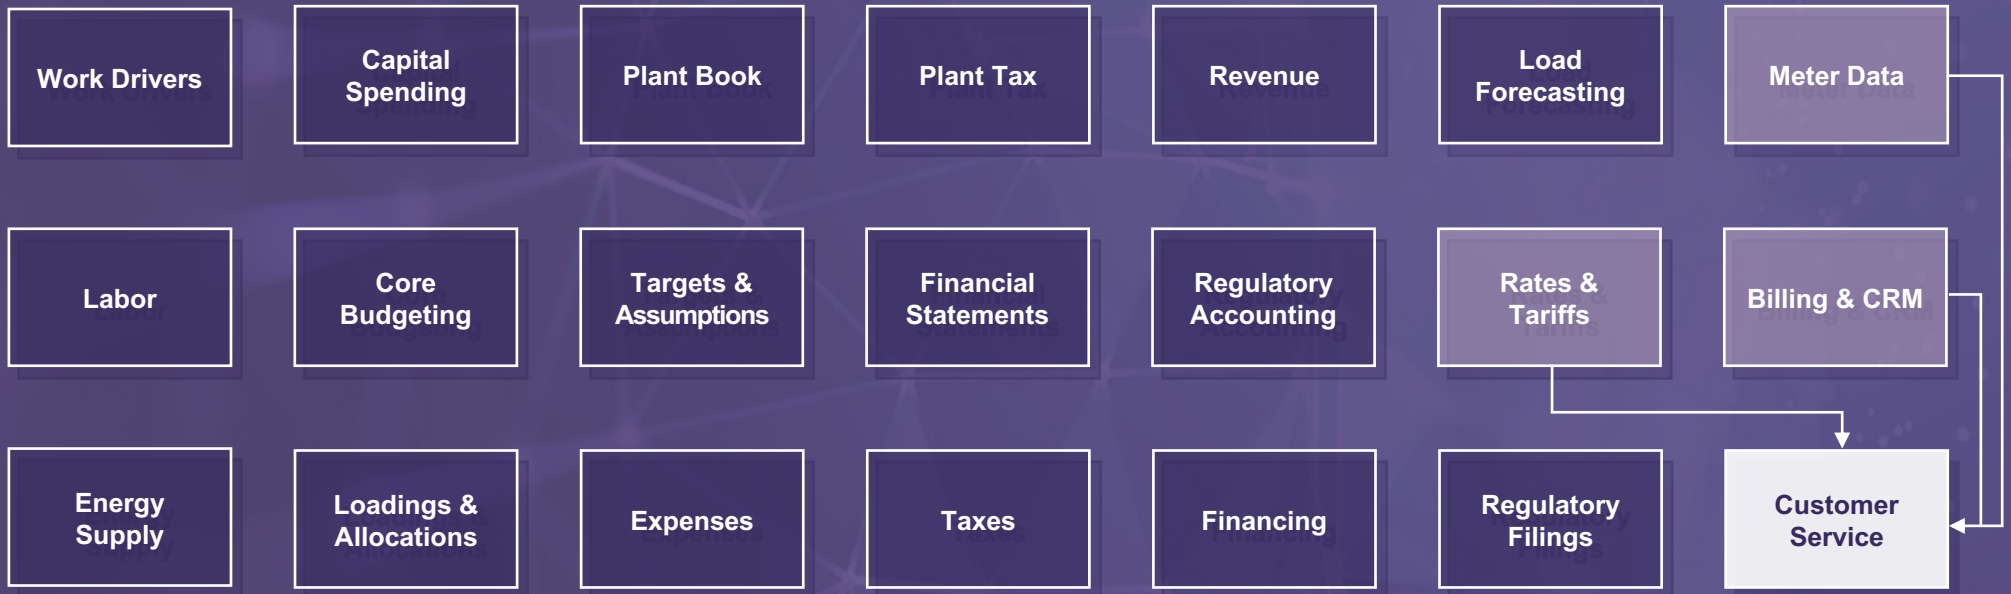 Work Drivers
Capital
Spending
Plant Book
Plant Tax
Revenue
Load
Forecasting
Meter Data
Labor
Core
Budgeting
Targets &
Assumptions
Financial
Statements
Regulatory
Accounting
Rates &
Tariffs
Billing & CRM
Energy
Supply
Loadings &
Allocations
Expenses
Taxes
Financing
Regulatory
Filings
Customer
Service